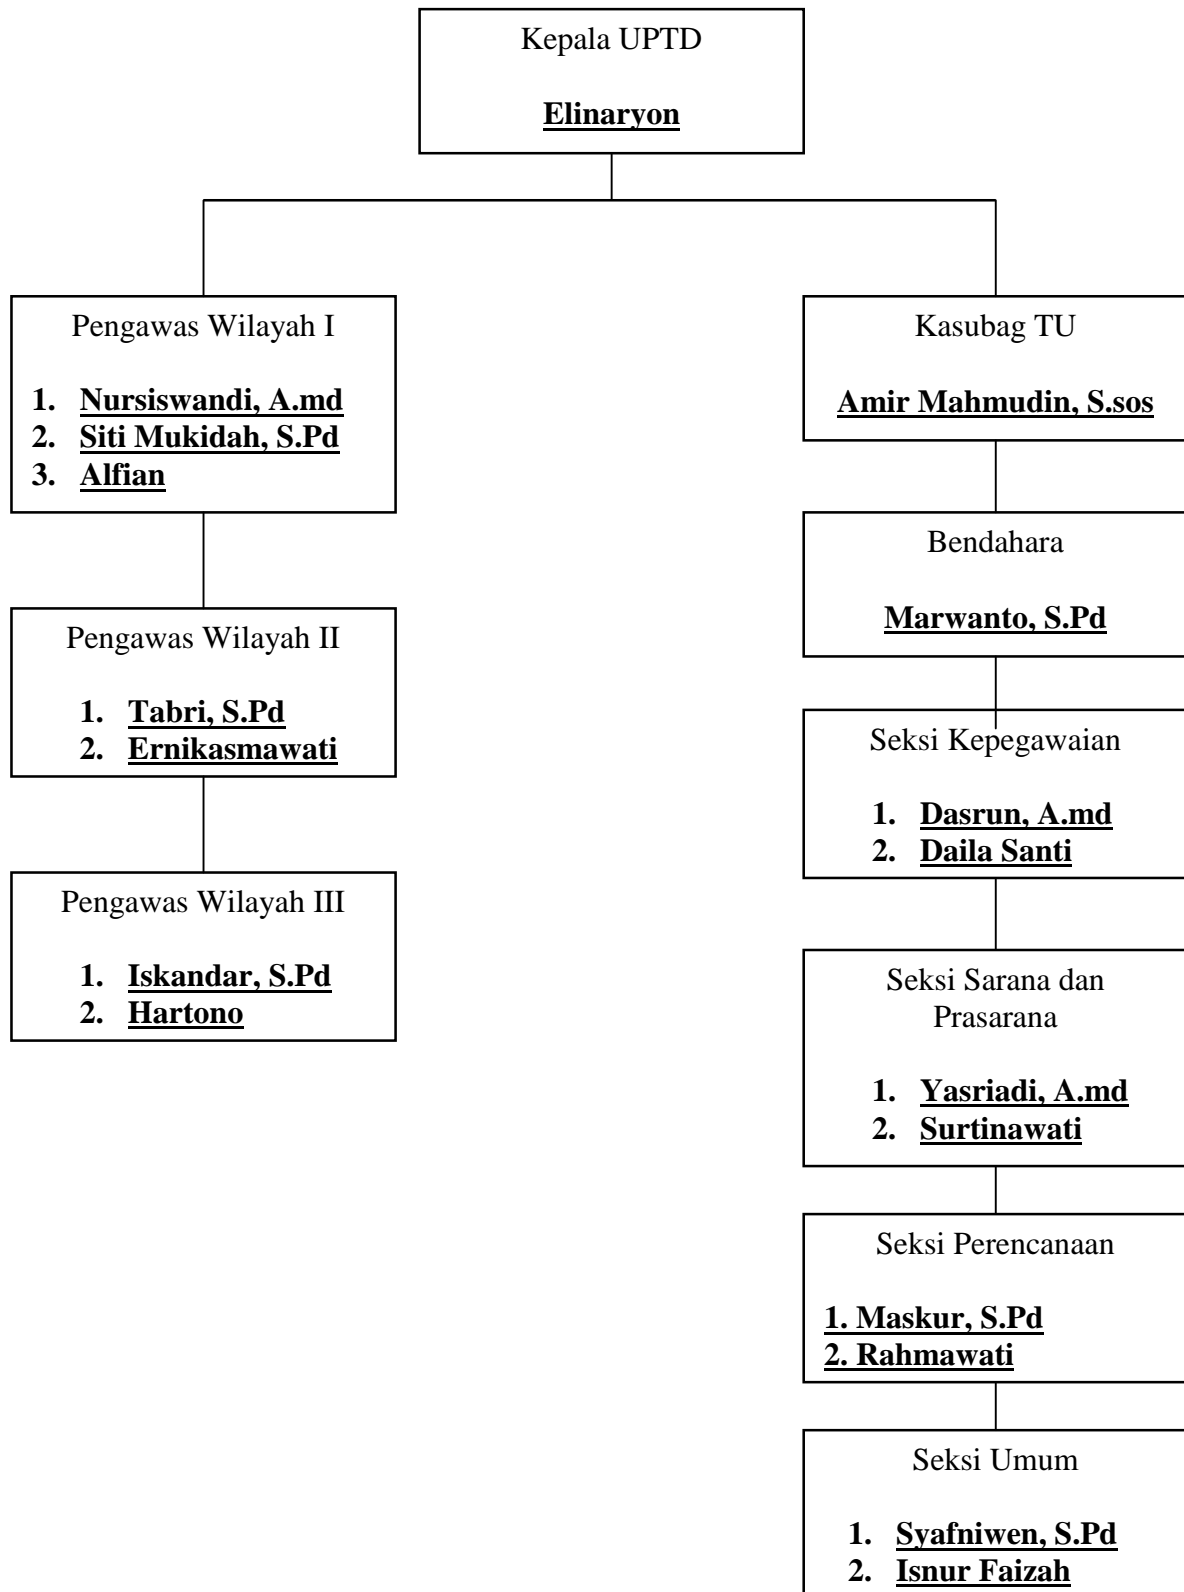 Kepala UPTD
Elinaryon
Pengawas Wilayah I
1. Nursiswandi, A.md
2. Siti Mukidah, S.Pd
3. Alfian
Pengawas Wilayah II
1. Tabri, S.Pd
2. Ernikasmawati
Pengawas Wilayah III
1. Iskandar, S.Pd
2. Hartono
Kasubag TU
Amir Mahmudin, S.sos
Bendahara
Marwanto, S.Pd
Seksi Kepegawaian
1. Dasrun, A.md
2. Daila Santi
Seksi Sarana dan
Prasarana
1. Yasriadi, A.md
2. Surtinawati
Seksi Perencanaan
1. Maskur, S.Pd
2. Rahmawati
Seksi Umum
1. Syafniwen, S.Pd
2. Isnur Faizah